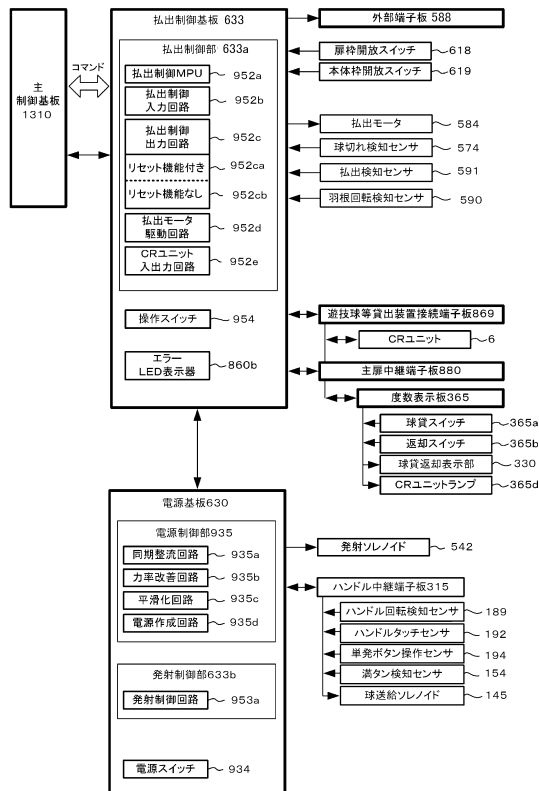 主
制御基板
1310
コマンド
払出制御基板 633
払出制御部 633a
払出制御MPU
952a
払出制御
入力回路
952b
払出制御
出力回路
952c
リセット機能付き
952ca
リセット機能なし
952cb
払出モータ
駆動回路
952d
CRユニット
入出力回路
952e
操作スイッチ
954
エラー
LED表示器
860b
外部端子板 588
扉枠開放スイッチ
618
本体枠開放スイッチ
619
払出モータ
584
球切れ検知センサ
574
払出検知センサ
591
羽根回転検知センサ
590
遊技球等貸出装置接続端子板869
CRユニット
6
主扉中継端子板880
度数表示板365
球貸スイッチ
365a
返却スイッチ
365b
球貸返却表示部
330
CRユニットランプ
365d
電源基板630
電源制御部935
同期整流回路
935a
力率改善回路
935b
平滑化回路
935c
電源作成回路
935d
発射制御部633b
発射制御回路
953a
電源スイッチ
934
発射ソレノイド
542
ハンドル中継端子板315
ハンドル回転検知センサ
189
ハンドルタッチセンサ
192
単発ボタン操作センサ
194
満タン検知センサ
154
球送給ソレノイド
145